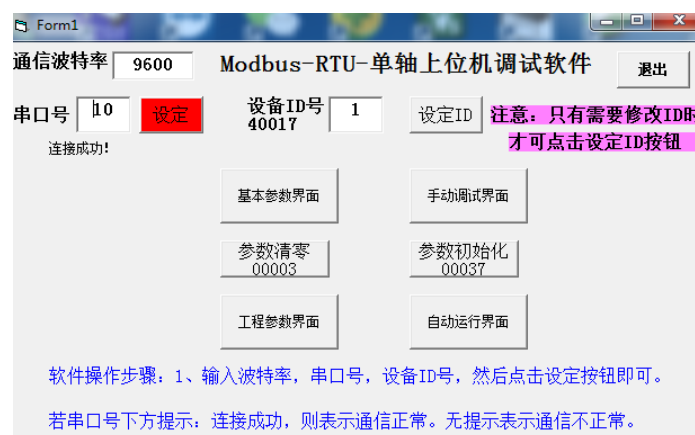 Form1
通信波特率 9600 Modbus-RTU-单轴上位机调试软件 退出
串口号 10 设定 设备ID号 1 设定ID 注意：只有需要修改ID时
40017 才可点击设定ID按钮
连接成功!
基本参数界面 手动调试界面
参数清零 参数初始化
00003 00037
工程参数界面 自动运行界面
软件操作步骤：1、输入波特率，串口号，设备ID号，然后点击设定按钮即可。
若串口号下方提示：连接成功，则表示通信正常。无提示表示通信不正常。